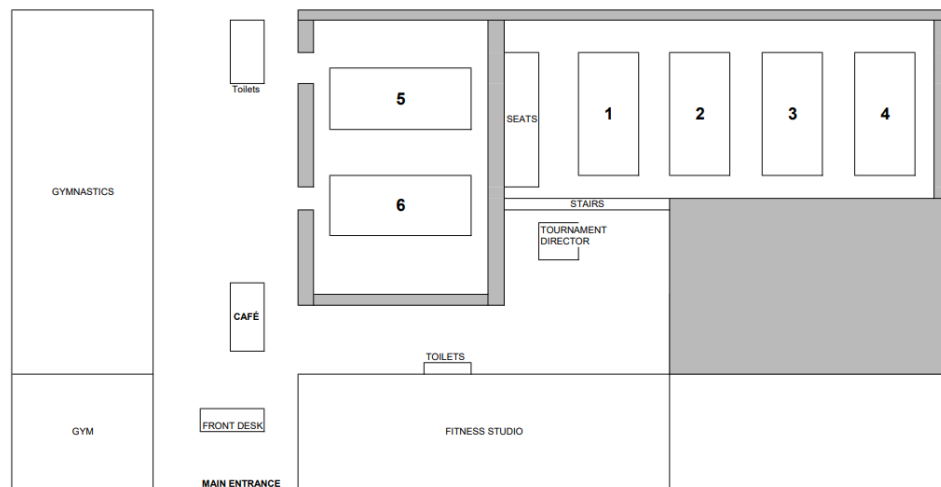 Toilets
5
1
2
3
4
SEATS
GYMNASTICS
6
STAIRS
TOURNAMENT
DIRECTOR
CAFÉ
TOILETS
FRONT DESK
GYM
FITNESS STUDIO
MAIN ENTRANCE